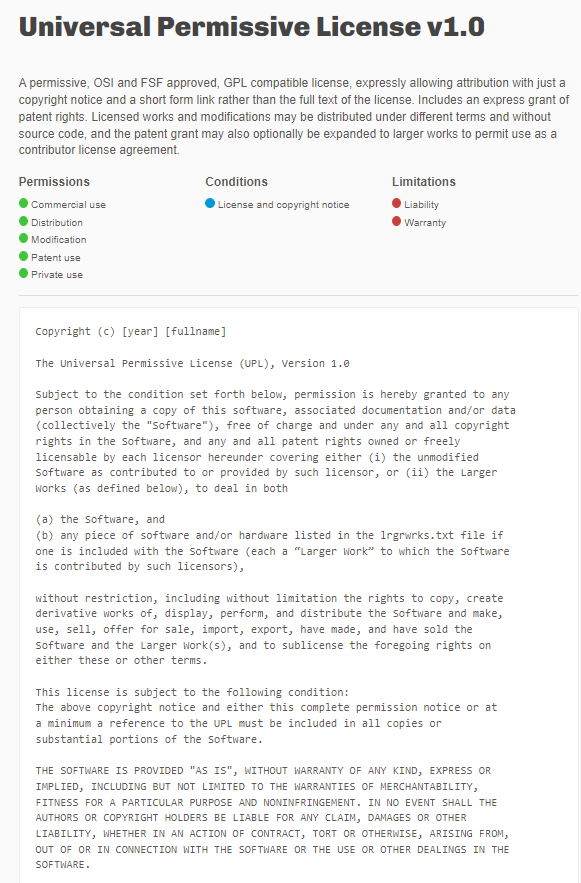 Universal Permissive License v1.0
A permissive, OSI and FSF approved, GPL compatible license, expressly allowing attribution with just a
copyright notice and a short form link rather than the full text of the license. Includes an express grant of
patent rights. Licensed works and modifications may be distributed under different terms and without
source code, and the patent grant may also optionally be expanded to larger works to permit use as a
contributor license agreement.
Permissions
Commercial use
Distribution
Modification
Patent use
Private use
Conditions
License and copyright notice
Limitations
Liability
Warranty
Copyright (c) [year] [fullname]
The Universal Permissive License (UPL), Version 1.0
Subject to the condition set forth below, permission is hereby granted to any
person obtaining a copy of this software, associated documentation and/or data
(collectively the "Software"), free of charge and under any and all copyright
rights in the Software, and any and all patent rights owned or freely
licensable by each licensor hereunder covering either (i) the unmodified
Software as contributed to or provided by such licensor, or (ii) the Larger
Works (as defined below), to deal in both
(a) the Software, and
(b) any piece of software and/or hardware listed in the lrgrwrks.txt file if
one is included with the Software (each a “Larger Work” to which the Software
is contributed by such licensors),
without restriction, including without limitation the rights to copy, create
derivative works of, display, perform, and distribute the Software and make,
use, sell, offer for sale, import, export, have made, and have sold the
Software and the Larger Work(s), and to sublicense the foregoing rights on
either these or other terms.
This license is subject to the following condition:
The above copyright notice and either this complete permission notice or at
a minimum a reference to the UPL must be included in all copies or
substantial portions of the Software.
THE SOFTWARE IS PROVIDED "AS IS", WITHOUT WARRANTY OF ANY KIND, EXPRESS OR
IMPLIED, INCLUDING BUT NOT LIMITED TO THE WARRANTIES OF MERCHANTABILITY,
FITNESS FOR A PARTICULAR PURPOSE AND NONINFRINGEMENT. IN NO EVENT SHALL THE
AUTHORS OR COPYRIGHT HOLDERS BE LIABLE FOR ANY CLAIM, DAMAGES OR OTHER
LIABILITY, WHETHER IN AN ACTION OF CONTRACT, TORT OR OTHERWISE, ARISING FROM,
OUT OF OR IN CONNECTION WITH THE SOFTWARE OR THE USE OR OTHER DEALINGS IN THE
SOFTWARE.